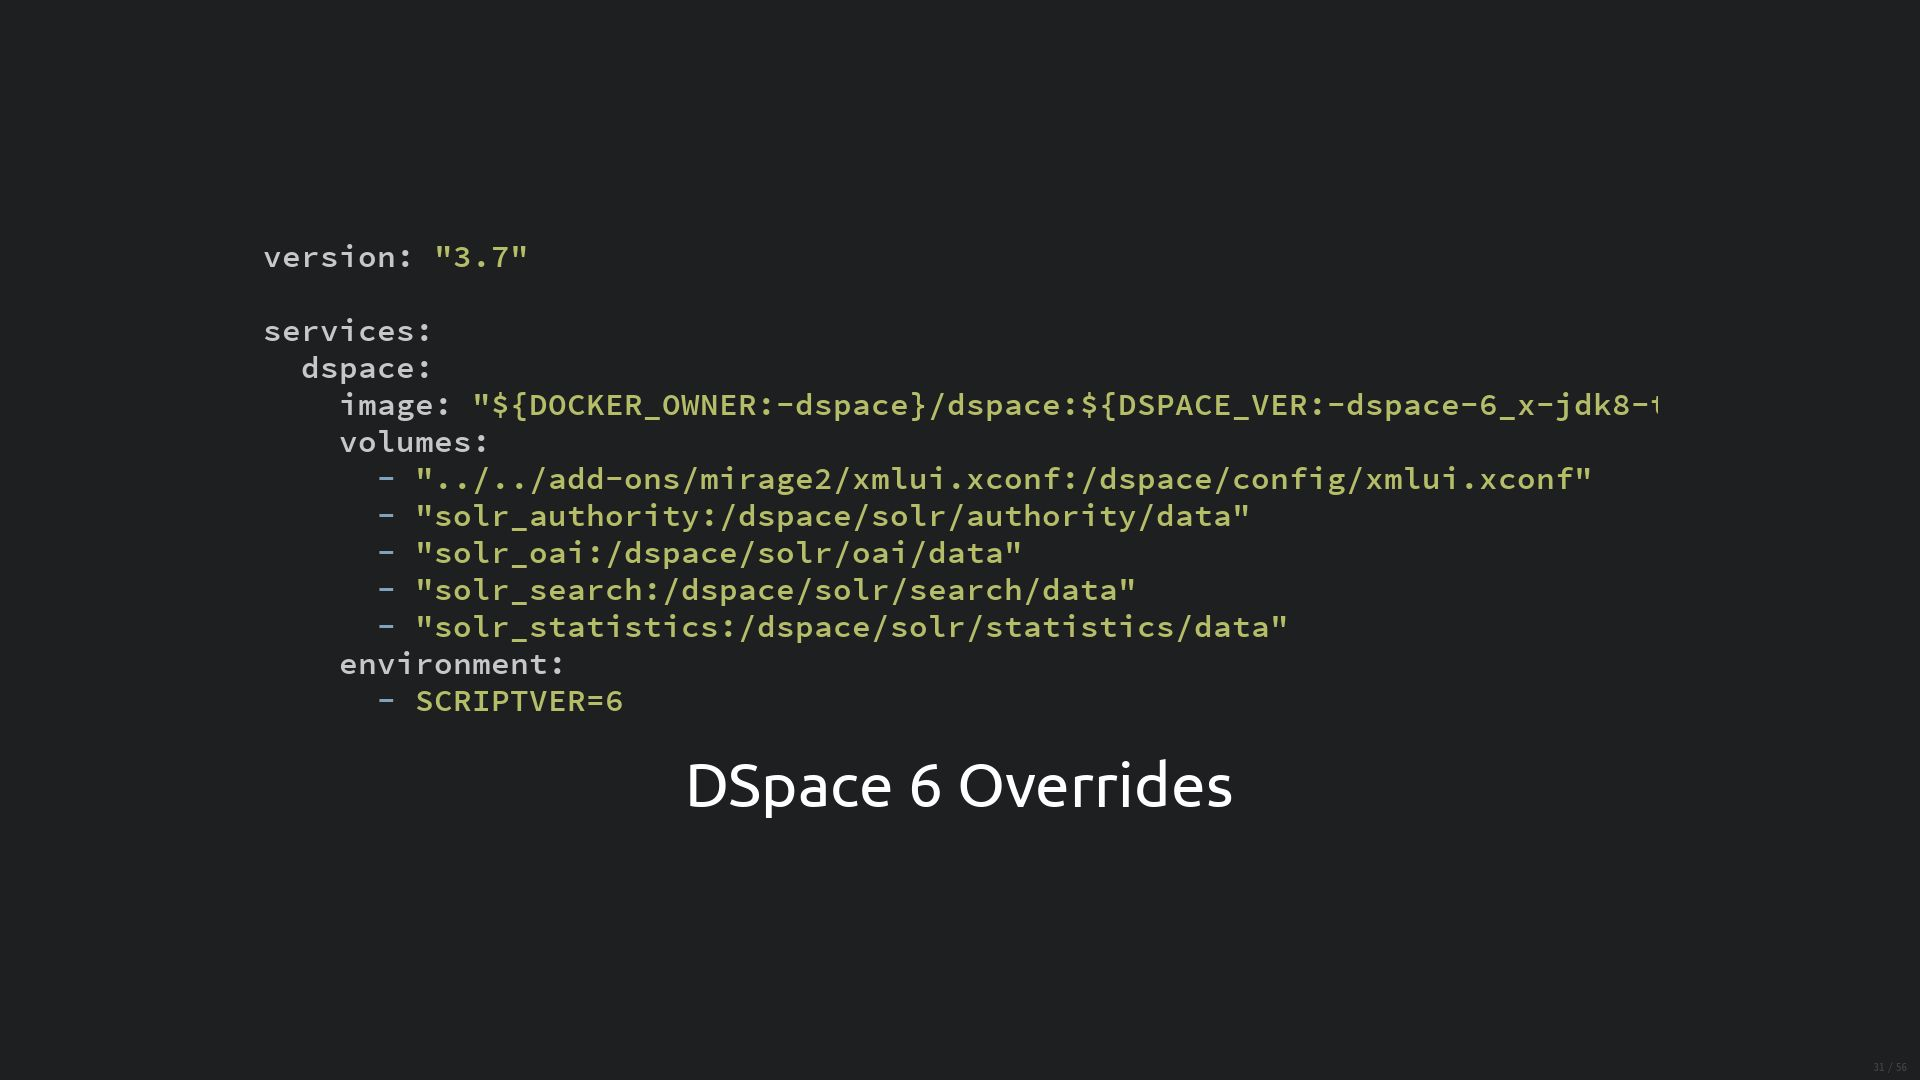 version: "3.7"
services:
dspace:
image: "${DOCKER_OWNER:-dspace}/dspace:${DSPACE_VER:-dspace-6_x-jdk8-
volumes:
- "../../add-ons/mirage2/xmlui.xconf:/dspace/config/xmlui.xconf"
- "solr_authority:/dspace/solr/authority/data"
- "solr_oai:/dspace/solr/oai/data"
- "solr_search:/dspace/solr/search/data"
- "solr_statistics:/dspace/solr/statistics/data"
environment:
- SCRIPTVER=6
DSpace 6 Overrides
31 / 56